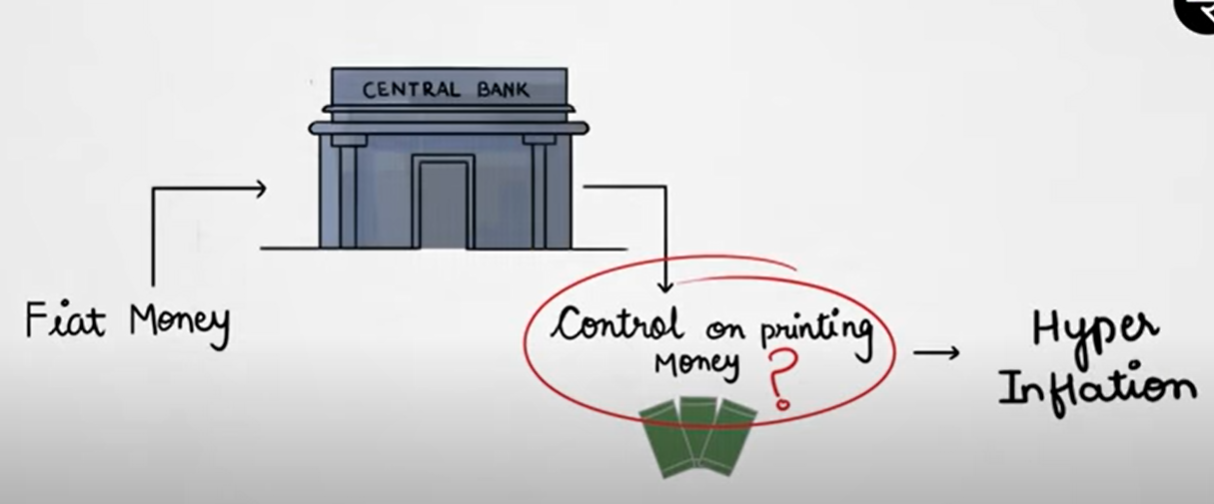 CENTRAL BANK
Fiat Money
Control on printing
Money ?
Hyper
Inflation